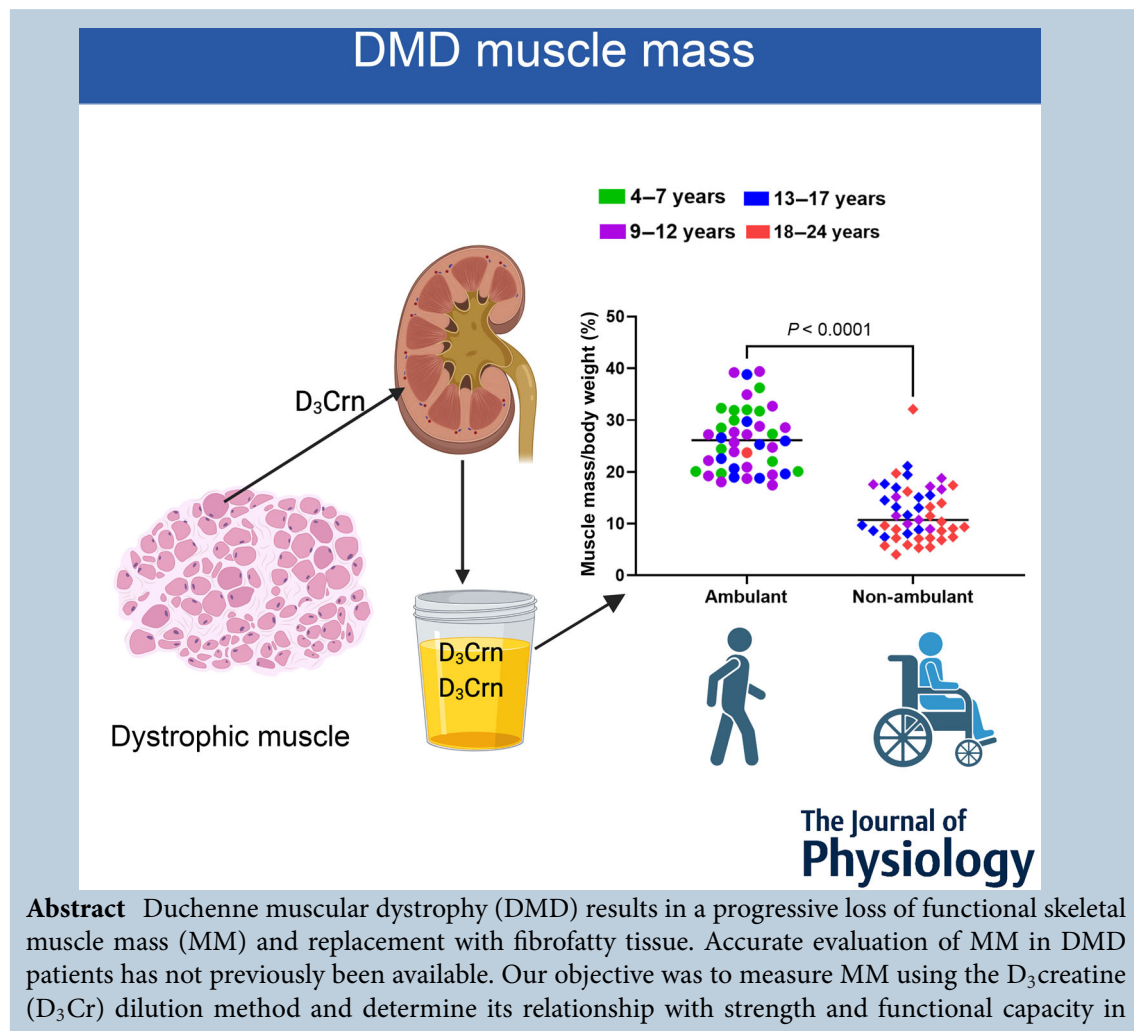 DMD muscle mass
4–7 years
13–17 years
9–12 years
18–24 years
D₃Crn
Muscle mass/body weight (%)
50
40
30
20
10
0
P < 0.0001
Ambulant
Non-ambulant
D₃Crn
D₃Crn
Dystrophic muscle
The Journal of
Physiology
Abstract Duchenne muscular dystrophy (DMD) results in a progressive loss of functional skeletal
muscle mass (MM) and replacement with fibrofatty tissue. Accurate evaluation of MM in DMD
patients has not previously been available. Our objective was to measure MM using the D₃creatine
(D₃Cr) dilution method and determine its relationship with strength and functional capacity in